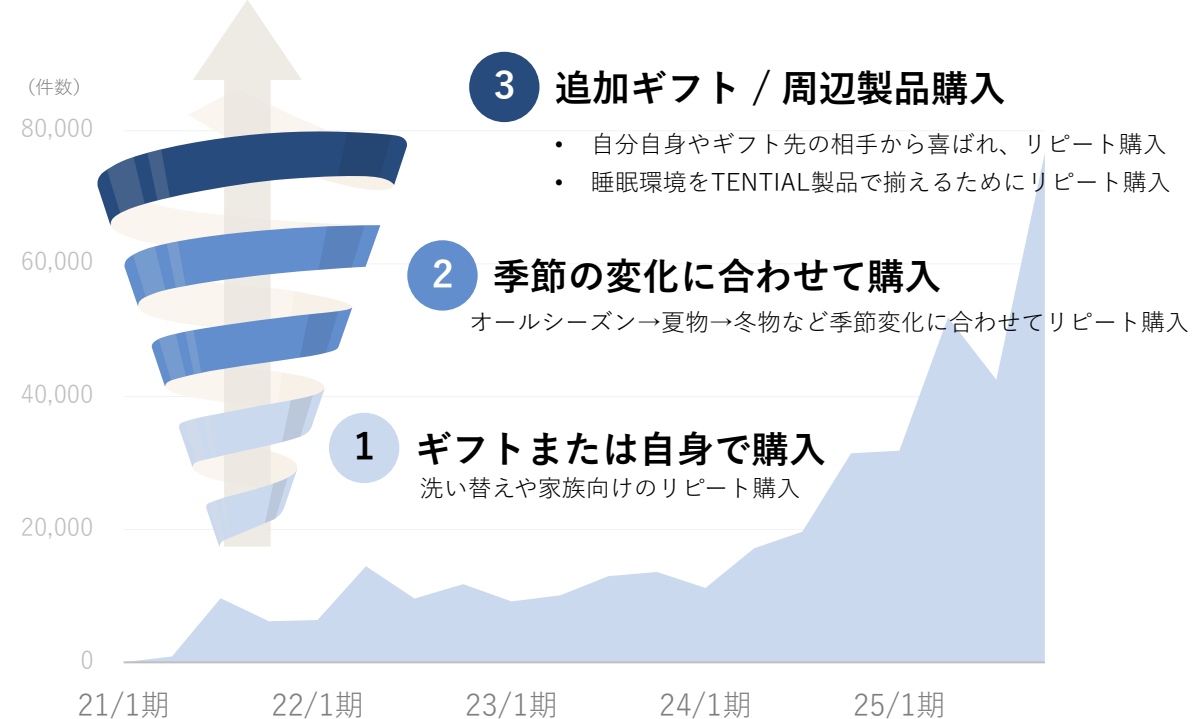 （件数）
80,000
60,000
40,000
20,000
0
21/1期
22/1期
23/1期
24/1期
25/1期
3 追加ギフト / 周辺製品購入
• 自分自身やギフト先の相手から喜ばれ、リピート購入
• 睡眠環境をTENTIAL製品で揃えるためにリピート購入
2 季節の変化に合わせて購入
オールシーズン→夏物→冬物など季節変化に合わせてリピート購入
1 ギフトまたは自身で購入
洗い替えや家族向けのリピート購入